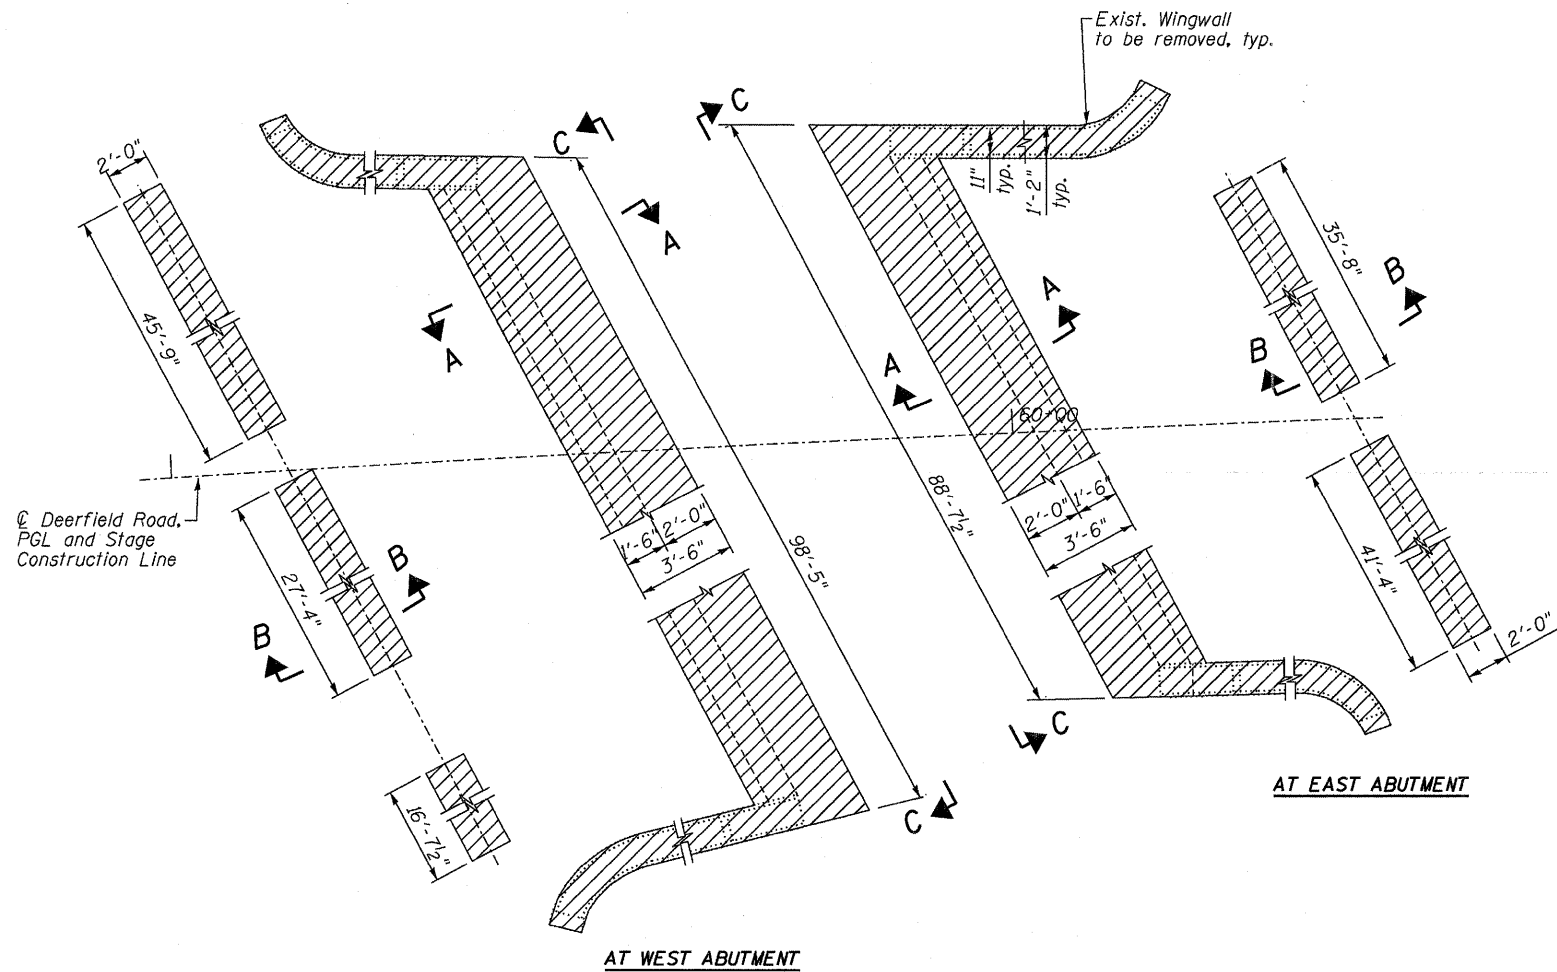 Exist. Wingwall
to be removed, typ.
C
C
2'-0"
11"
typ.
1'-2"
typ.
A
35'-8"
B
A
45'-9"
A
A
B
60+00
℄ Deerfield Road,
PGL and Stage
Construction Line
1'-6"
2'-0"
3'-6"
88'-7½"
2'-0"
1'-6"
3'-6"
98'-5"
27'-4"
B
B
41'-4"
2'-0"
C
C
16'-7½"
AT EAST ABUTMENT
AT WEST ABUTMENT